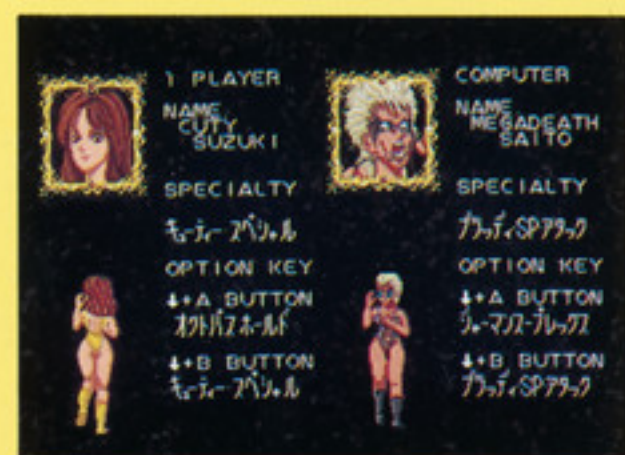 1 PLAYER
NAME
CUTY
SUZUKI
SPECIALTY
キューティースペシャル
OPTION KEY
↓+A BUTTON
オクトパスホールド
↓+B BUTTON
キューティースペシャル
COMPUTER
NAME
MEGADEATH
SAITO
SPECIALTY
ブラッディSPアタック
OPTION KEY
↓+A BUTTON
ジャーマンスープレックス
↓+B BUTTON
ブラッディSPアタック